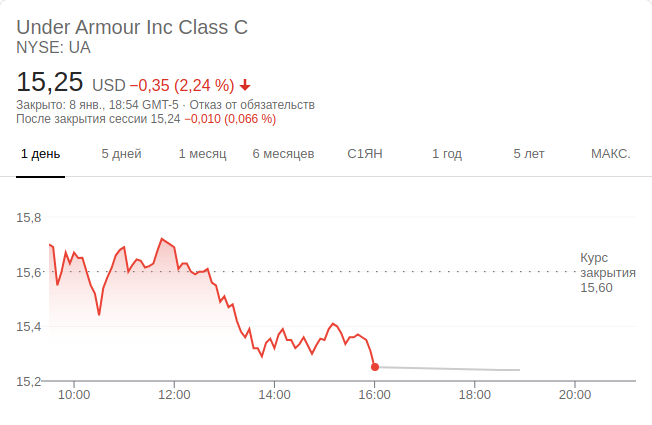 Under Armour Inc Class C
NYSE: UA
15,25 USD −0,35 (2,24 %)
Закрыто: 8 янв., 18:54 GMT-5 · Отказ от обязательств
После закрытия сессии 15,24 −0,010 (0,066 %)
1 день 5 дней 1 месяц 6 месяцев С1ЯН 1 год 5 лет МАКС.
15,8
Курс
15,6 закрытия
15,60
15,4
15,2
10:00 12:00 14:00 16:00 18:00 20:00